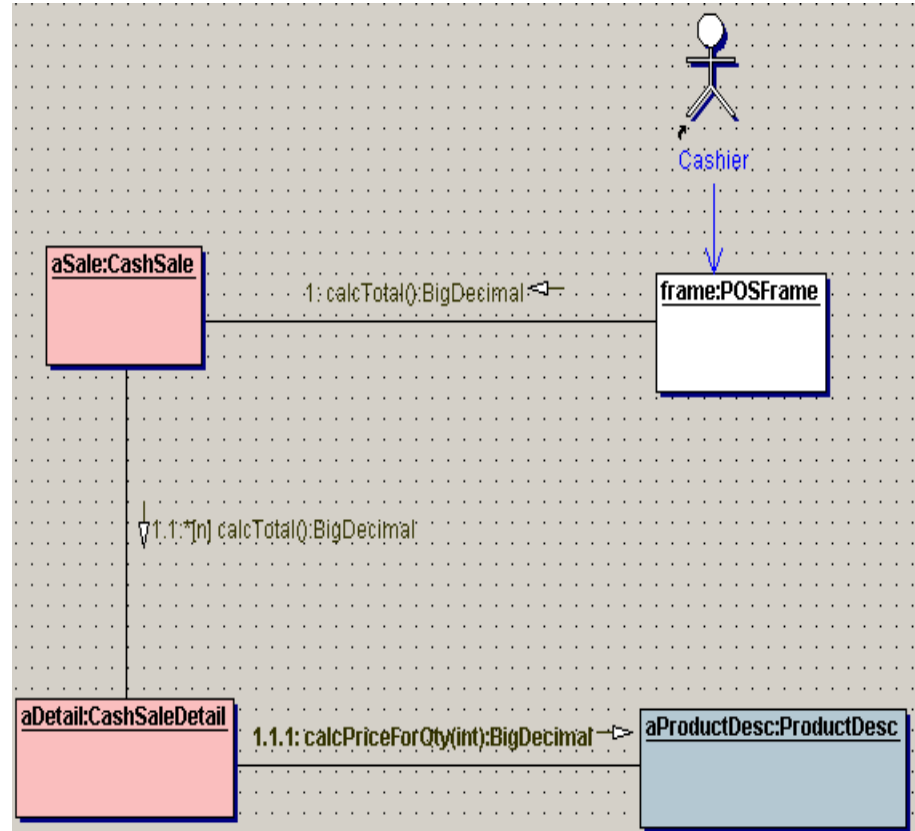 Cashier
aSale:CashSale
1: calcTotal():BigDecimal
frame:POSFrame
1.1:*[n] calcTotal():BigDecimal
aDetail:CashSaleDetail
1.1.1: calcPriceForQty(int):BigDecimal
aProductDesc:ProductDesc